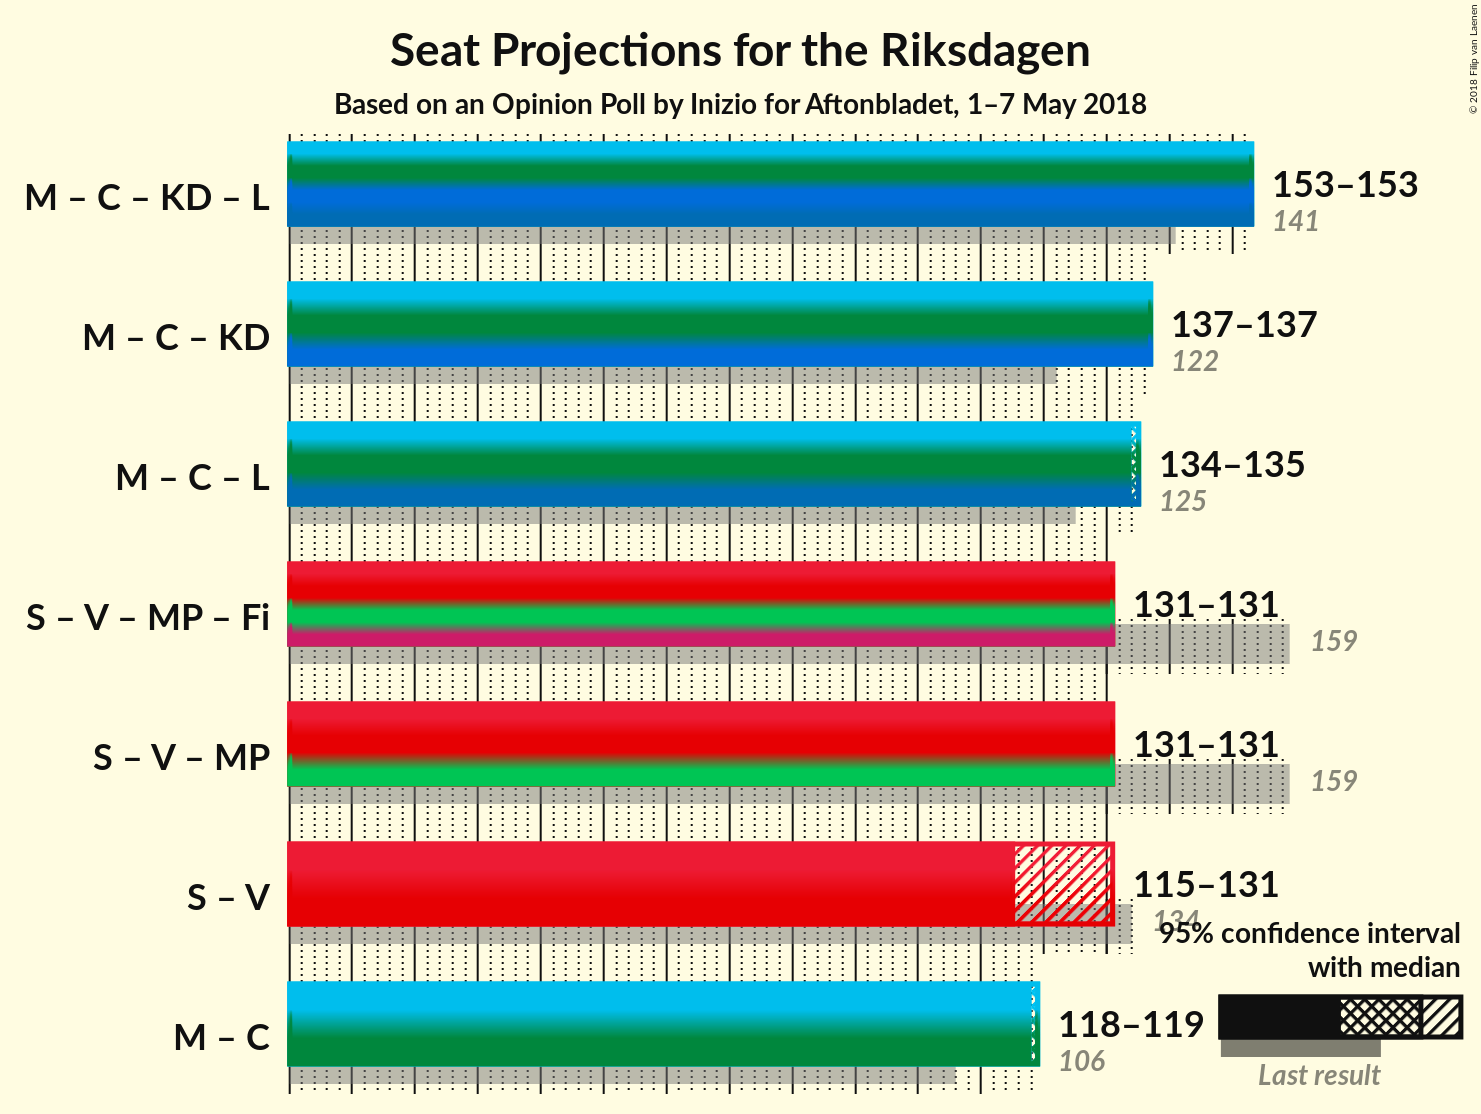 Seat Projections for the Riksdagen
Based on an Opinion Poll by Inizio for Aftonbladet, 1–7 May 2018
© 2018 Filip van Laenen
M – C – KD – L
153–153
141
M – C – KD
137–137
122
M – C – L
134–135
125
S – V – MP – Fi
131–131
159
S – V – MP
131–131
159
S – V
115–131
134
M – C
118–119
106
95% confidence interval
with median
Last result